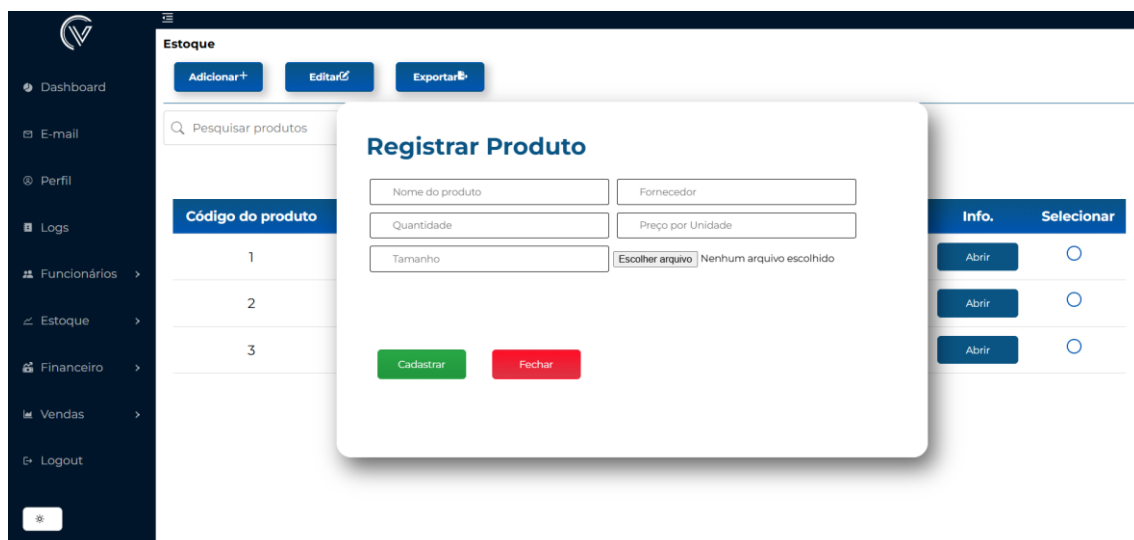 Estoque
Adicionar+ Editar Exportar
Dashboard
E-mail
Perfil
Logs
Funcionários
Estoque
Financeiro
Vendas
Logout
Pesquisar produtos
Código do produto Info. Selecionar
1 Abrir
2 Abrir
3 Abrir
Registrar Produto
Nome do produto Fornecedor
Quantidade Preço por Unidade
Tamanho Escolher arquivo Nenhum arquivo escolhido
Cadastrar Fechar